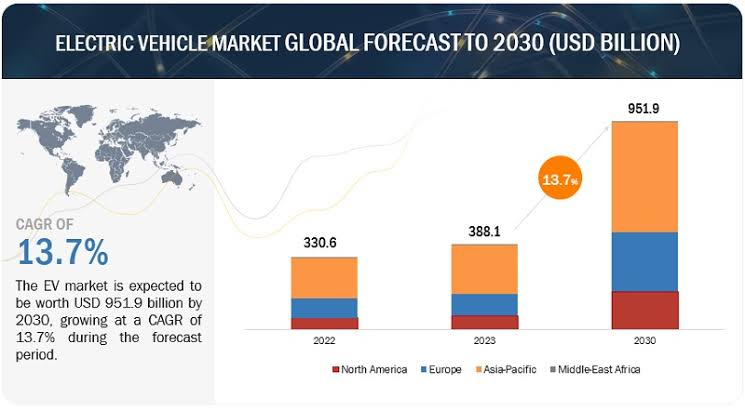 ELECTRIC VEHICLE MARKET GLOBAL FORECAST TO 2030 (USD BILLION)
CAGR OF
13.7%
The EV market is expected to
be worth USD 951.9 billion by
2030, growing at a CAGR of
13.7% during the forecast
period.
330.6
388.1
13.7%
951.9
2022
2023
2030
North America
Europe
Asia-Pacific
Middle-East Africa